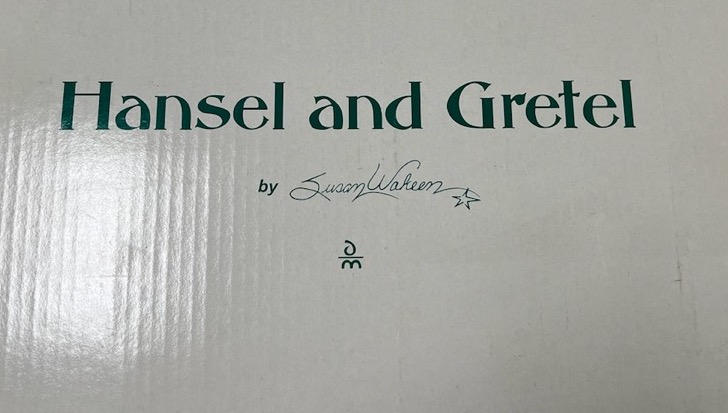 Hansel and Gretel
by Susan Wakeen